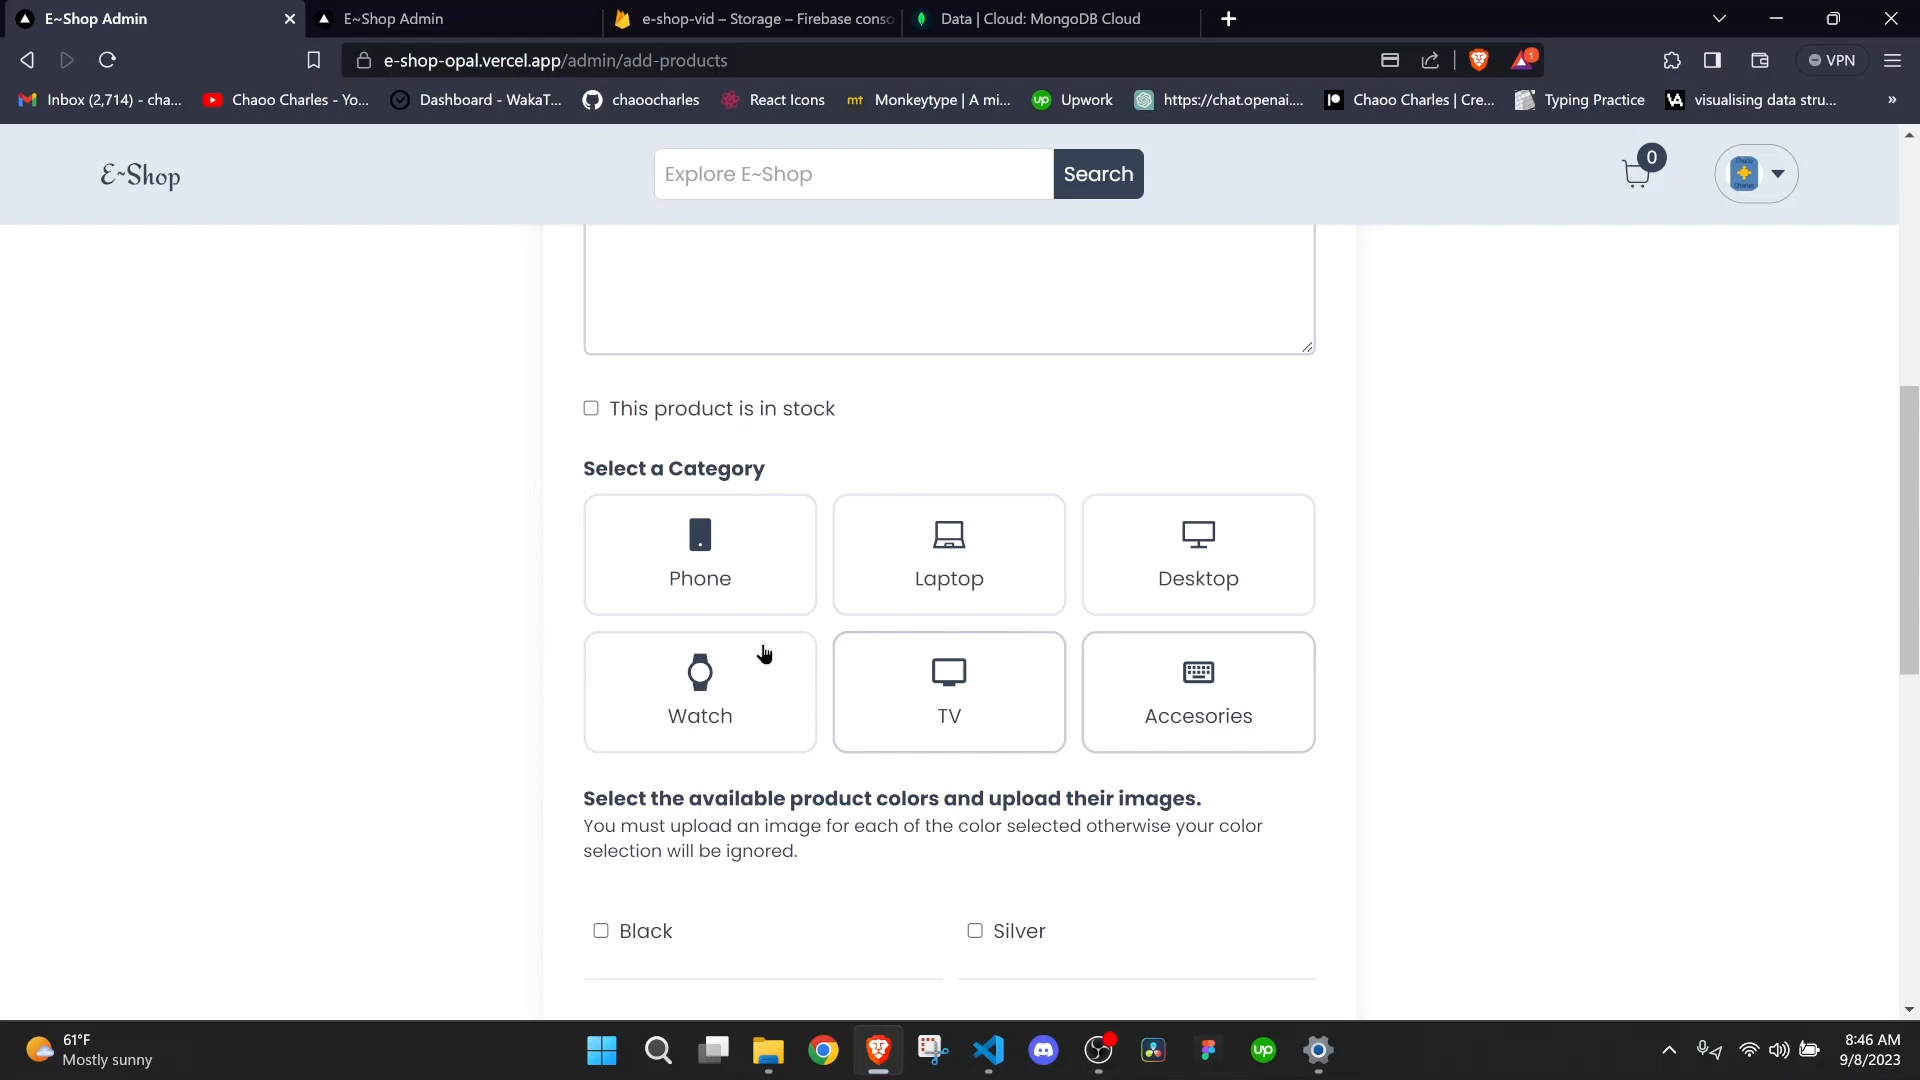 E~Shop Admin
E~Shop Admin
e-shop-vid – Storage – Firebase conso
Data | Cloud: MongoDB Cloud
e-shop-opal.vercel.app/admin/add-products
1
VPN
Inbox (2,714) - cha...
Chaoo Charles - Yo...
Dashboard - WakaT...
chaoocharles
React Icons
mt
Monkeytype | A mi...
up
Upwork
https://chat.openai....
Chaoo Charles | Cre...
Typing Practice
visualising data stru...
»
E~Shop
Explore E~Shop
Search
0
This product is in stock
Select a Category
Phone
Laptop
Desktop
Watch
TV
Accesories
Select the available product colors and upload their images.
You must upload an image for each of the color selected otherwise your color
selection will be ignored.
Black
Silver
61°F
Mostly sunny
up
8:46 AM
9/8/2023